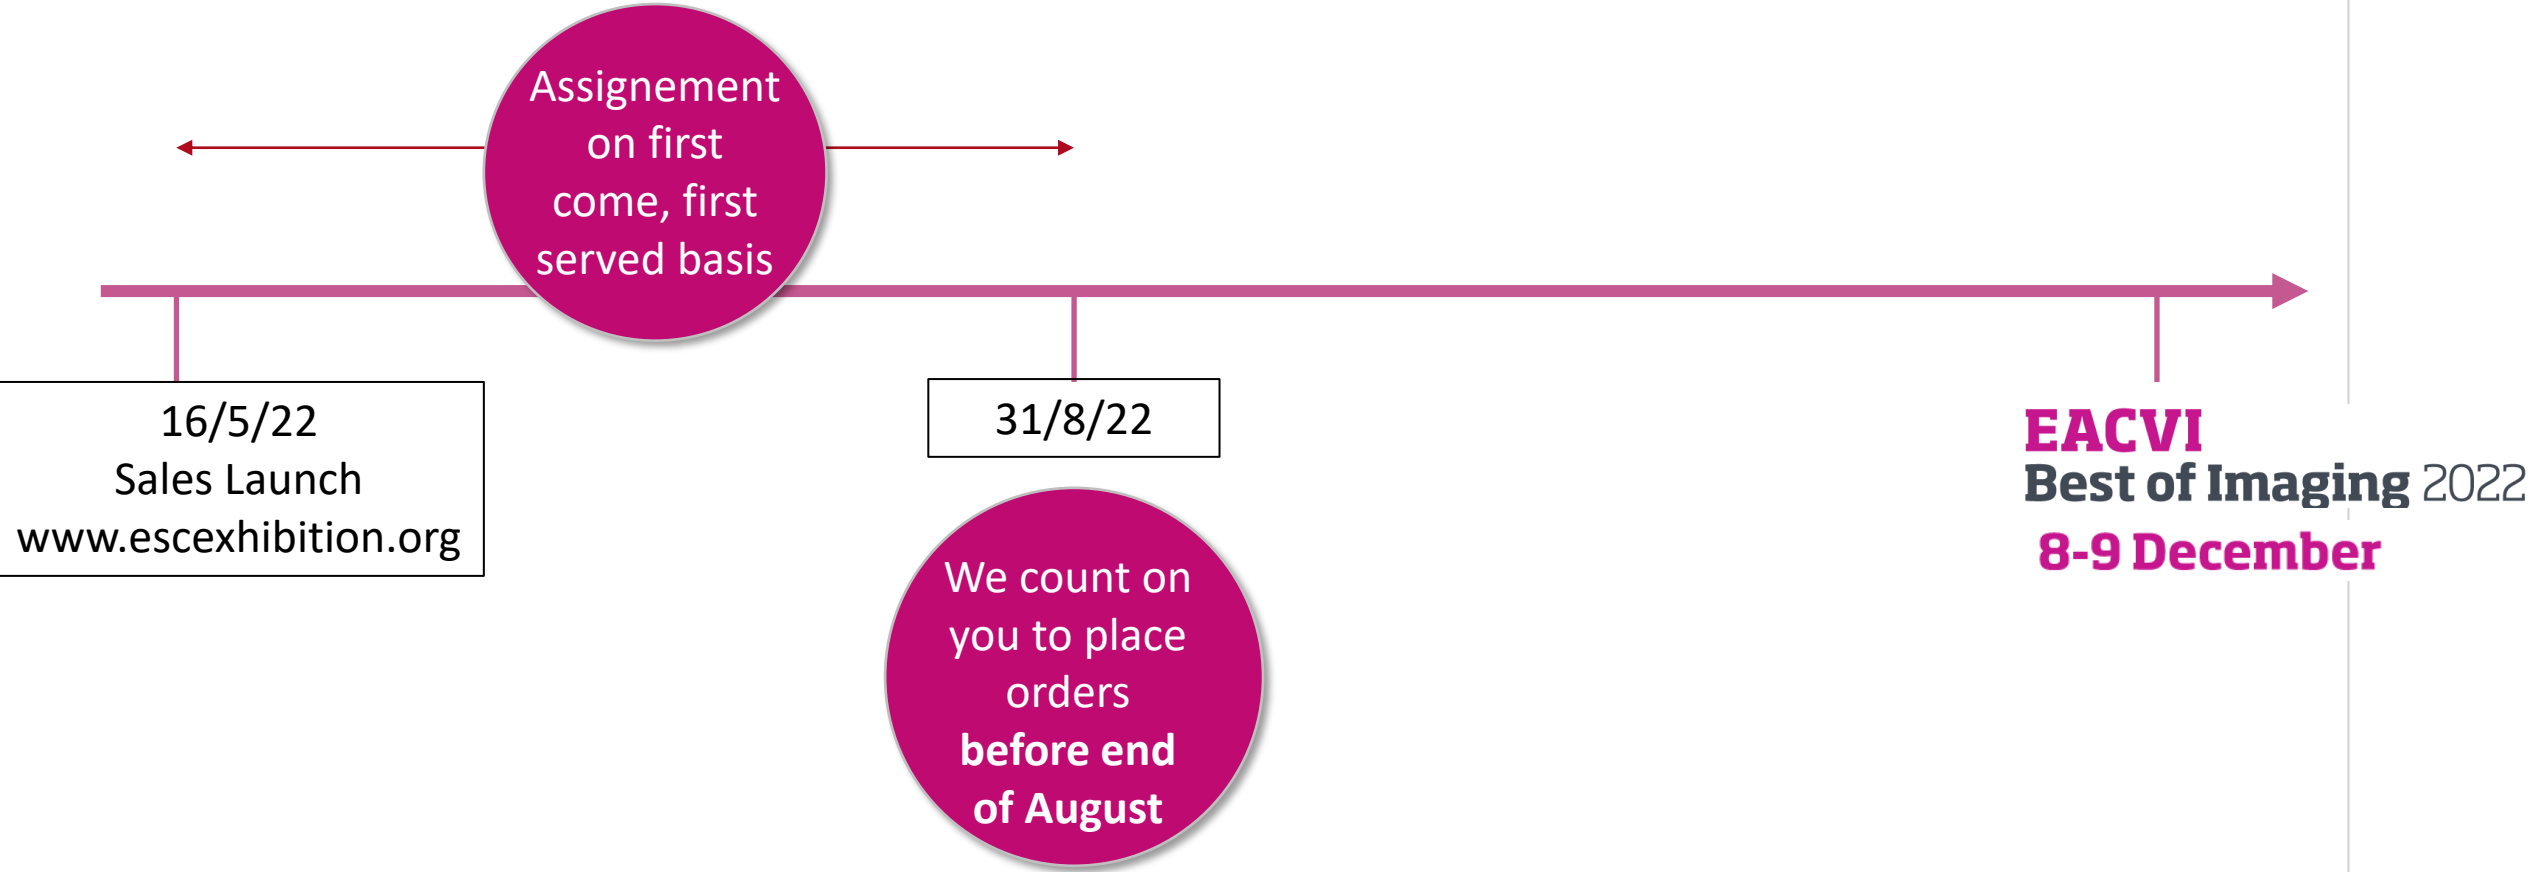 Assignement
on first
come, first
served basis
16/5/22
Sales Launch
www.escexhibition.org
31/8/22
We count on
you to place
orders
before end
of August
EACVI
Best of Imaging 2022
8-9 December